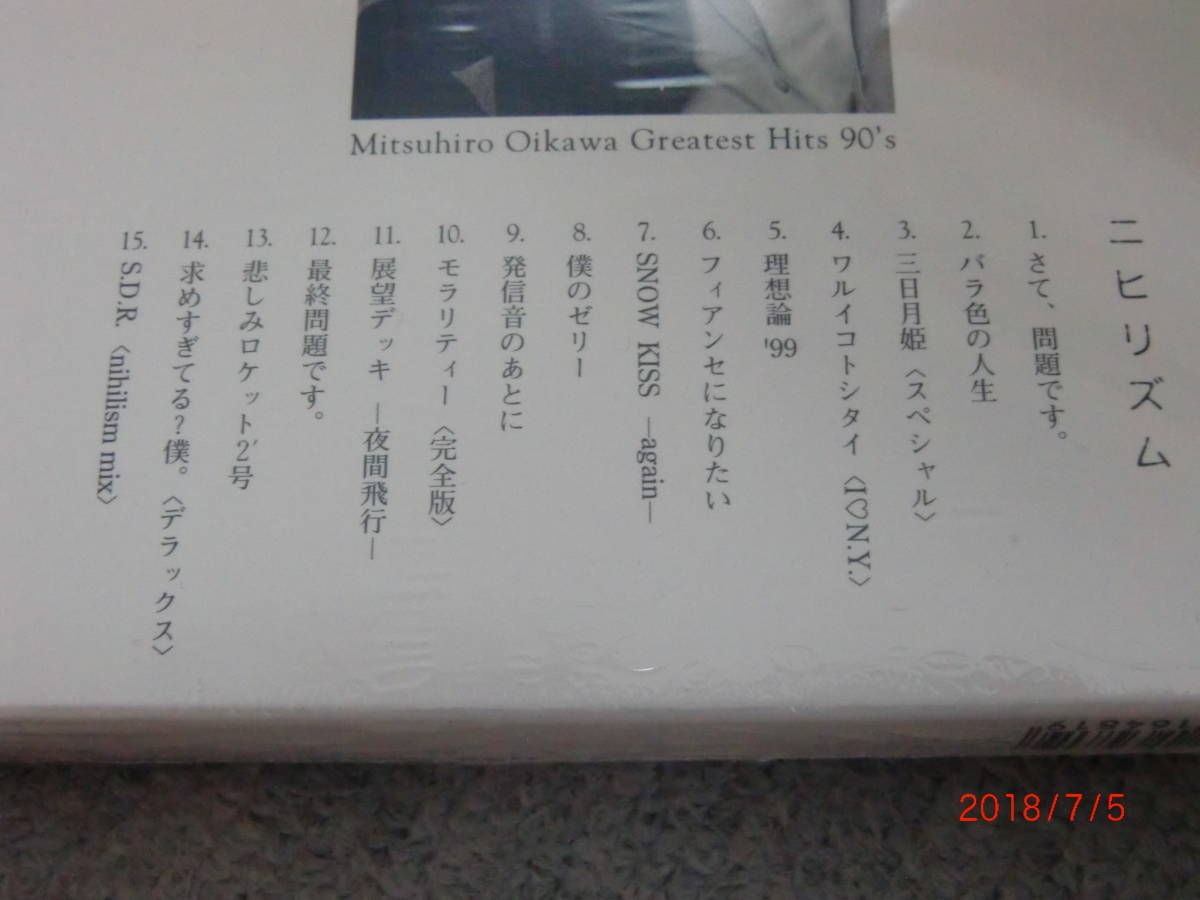 Mitsuhiro Oikawa Greatest Hits 90's
ニヒリズム
1. さて、問題です。
2. バラ色の人生
3. 三日月姫〈スペシャル〉
4. ワルイコトシタイ〈I♡N.Y.〉
5. 理想論 '99
6. フィアンセになりたい
7. SNOW KISS —again—
8. 僕のゼリー
9. 発信音のあとに
10. モラリティー〈完全版〉
11. 展望デッキ —夜間飛行—
12. 最終問題です。
13. 悲しみロケット2号
14. 求めすぎてる?僕。〈デラックス〉
15. S.D.R.〈nihilism mix〉
2018/7/5